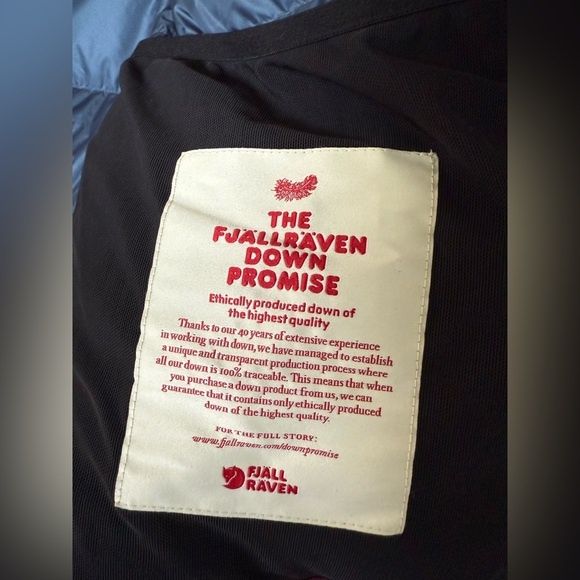 THE
FJÄLLRÄVEN
DOWN
PROMISE
Ethically produced down of
the highest quality
Thanks to our 40 years of extensive experience
in working with down, we have managed to establish
a unique and transparent production process where
all our down is 100% traceable. This means that when
you purchase a down product from us, we can
guarantee that it contains only ethically produced
down of the highest quality.
FOR THE FULL STORY:
www.fjallraven.com/downpromise
FJÄLL
RÄVEN